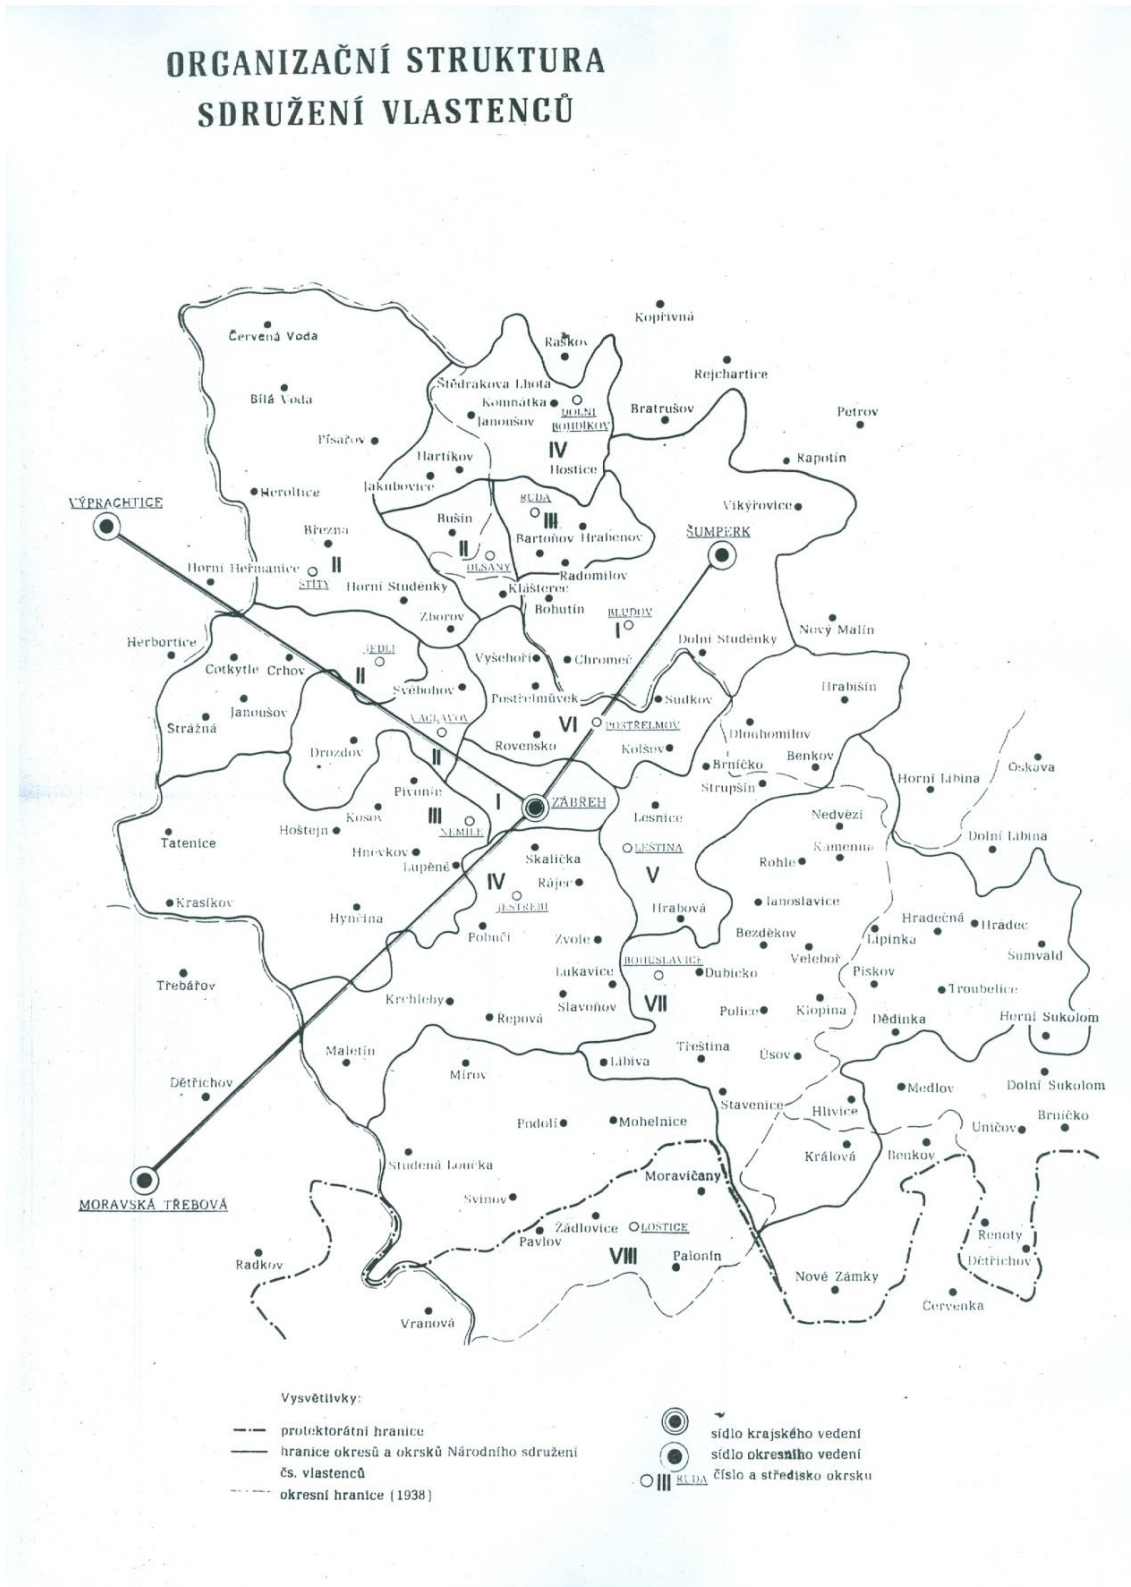 ORGANIZAČNÍ STRUKTURA
SDRUŽENÍ VLASTENCŮ
Kopřivná
Raškov
Červená Voda
Rejchartice
Štědrákova Lhota
Bílá Voda
Komnátka
DOLNÍ
BOHDÍKOV
Janoušov
Bratrušov
Petrov
Písařov
IV
Hartíkov
Hostice
Rapotín
Jakubovice
Heroltice
VÝPRACHTICE
RUDA
III
Vikýřovice
Bušín
II
Bartoňov
Hrabenov
ŠUMPERK
Března
II
OLŠANY
Horní Heřmanice
ŠTÍTY
Radomilov
Horní Studénky
Klášterec
Bohutín
BLUDOV
I
Zborov
Nový Malín
Herbortice
Dolní Studénky
JEDLÍ
II
Cotkytle
Crhov
Vyšehoří
Chromeč
Svébohov
Postřelmůvek
Sudkov
Hrabišín
Janoušov
Strážná
VÁCLAVOV
VI
POSTŘELMOV
Dlouhomilov
Drozdov
II
Rovensko
Kolšov
Brníčko
Benkov
Oskava
Strupšín
Horní Libina
Pivonín
I
ZÁBŘEH
Kosov
III
NEMILE
Lesnice
Nedvězí
Hoštejn
Tatenice
Dolní Libina
Hněvkov
Skalička
LEŠTINA
Kamenná
Lupěné
IV
Rájec
V
Rohle
Krasíkov
JESTŘEBÍ
Janoslavice
Hynčina
Hrabová
Hradečná
Hradec
Pobučí
Zvole
Bezděkov
Lipinka
Veleboř
Šumvald
BOHUSLAVICE
Třebářov
Lukavice
Dubicko
Pískov
Krchleby
Slavoňov
VII
Troubelice
Řepová
Police
Klopina
Dědinka
Herní Sukolom
Maletín
Třeština
Úsov
Mírov
Libivá
Dětřichov
Medlov
Dolní Sukolom
Stavenice
Hlivice
Podolí
Mohelnice
Uničov
Brníčko
Králová
Benkov
Studená Loučka
Moravičany
MORAVSKÁ TŘEBOVÁ
Svinov
Žádlovice
LOŠTICE
Pavlov
VIII
Palonín
Renoty
Dětřichov
Radkov
Nové Zámky
Červenka
Vranová
Vysvětlivky:
protektorátní hranice
hranice okresů a okrsků Národního sdružení
čs. vlastenců
okresní hranice (1938)
sídlo krajského vedení
sídlo okresního vedení
III RUDA číslo a středisko okrsku